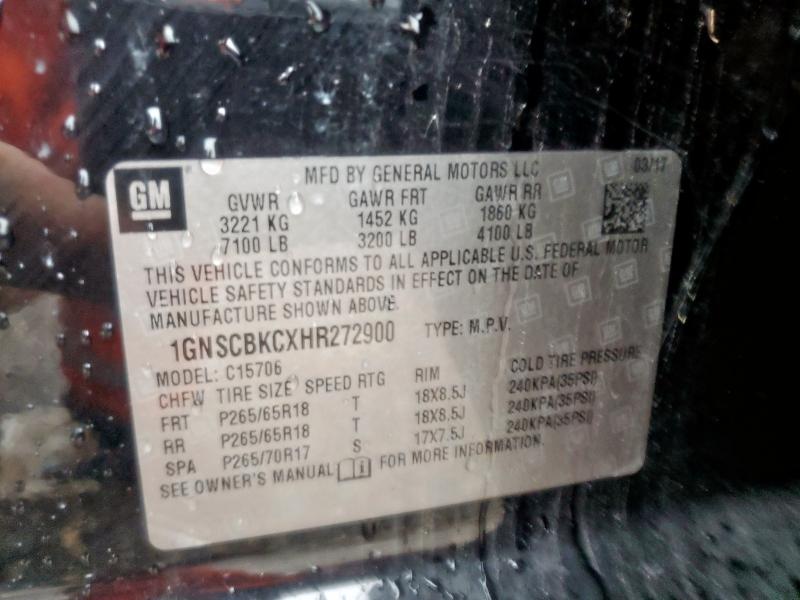 GM
MFD BY GENERAL MOTORS LLC 03/17
GVWR GAWR FRT GAWR RR
3221 KG 1452 KG 1860 KG
7100 LB 3200 LB 4100 LB
THIS VEHICLE CONFORMS TO ALL APPLICABLE U.S. FEDERAL MOTOR
VEHICLE SAFETY STANDARDS IN EFFECT ON THE DATE OF
MANUFACTURE SHOWN ABOVE.
1GNSCBKCXHR272900 TYPE: M.P.V.
MODEL: C15706
CHFW TIRE SIZE SPEED RTG RIM COLD TIRE PRESSURE
FRT P265/65R18 T 18X8.5J 240KPA(35PSI)
RR P265/65R18 T 18X8.5J 240KPA(35PSI)
SPA P265/70R17 S 17X7.5J 240KPA(35PSI)
SEE OWNER'S MANUAL FOR MORE INFORMATION.